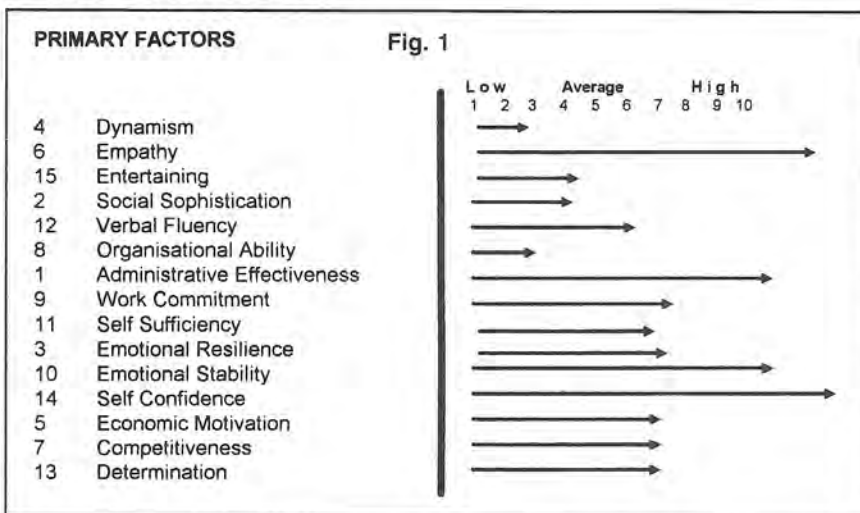 PRIMARY FACTORS Fig. 1
Low Average High
1 2 3 4 5 6 7 8 9 10
4 Dynamism
6 Empathy
15 Entertaining
2 Social Sophistication
12 Verbal Fluency
8 Organisational Ability
1 Administrative Effectiveness
9 Work Commitment
11 Self Sufficiency
3 Emotional Resilience
10 Emotional Stability
14 Self Confidence
5 Economic Motivation
7 Competitiveness
13 Determination